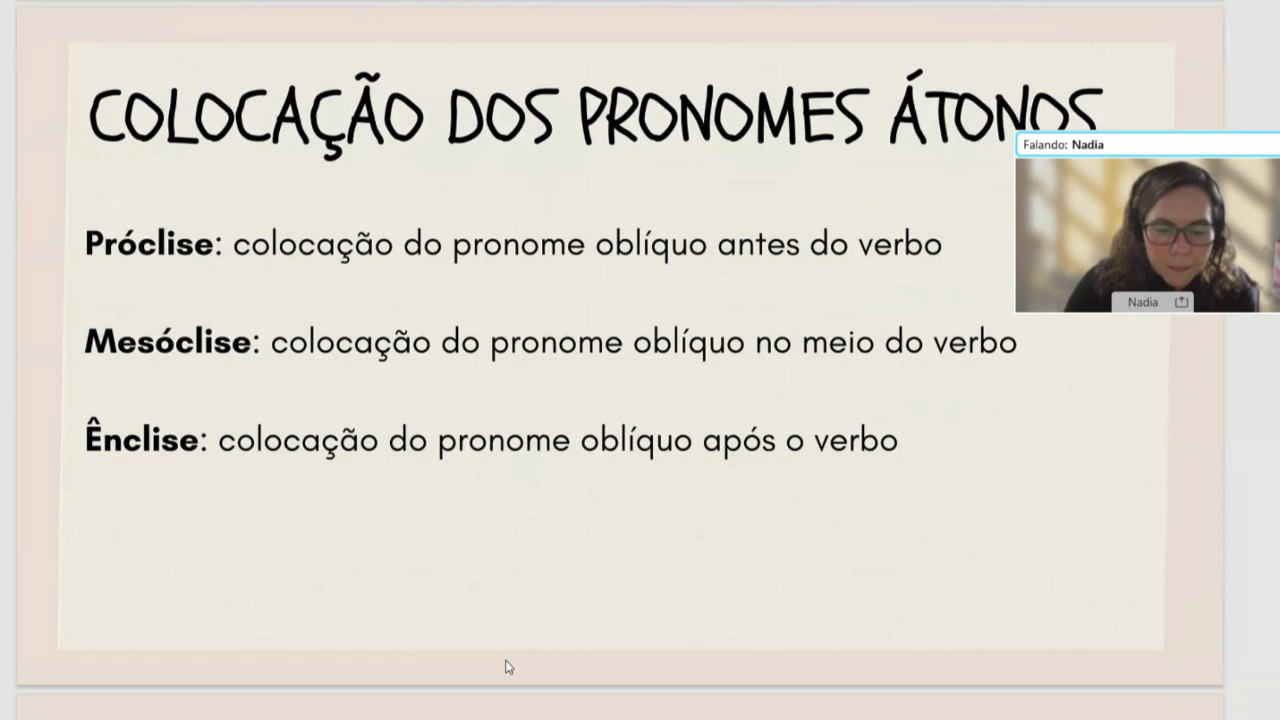 COLOCAÇÃO DOS PRONOMES ÁTONOS
Falando: Nadia
Próclise: colocação do pronome oblíquo antes do verbo
Nadia
Mesóclise: colocação do pronome oblíquo no meio do verbo
Ênclise: colocação do pronome oblíquo após o verbo